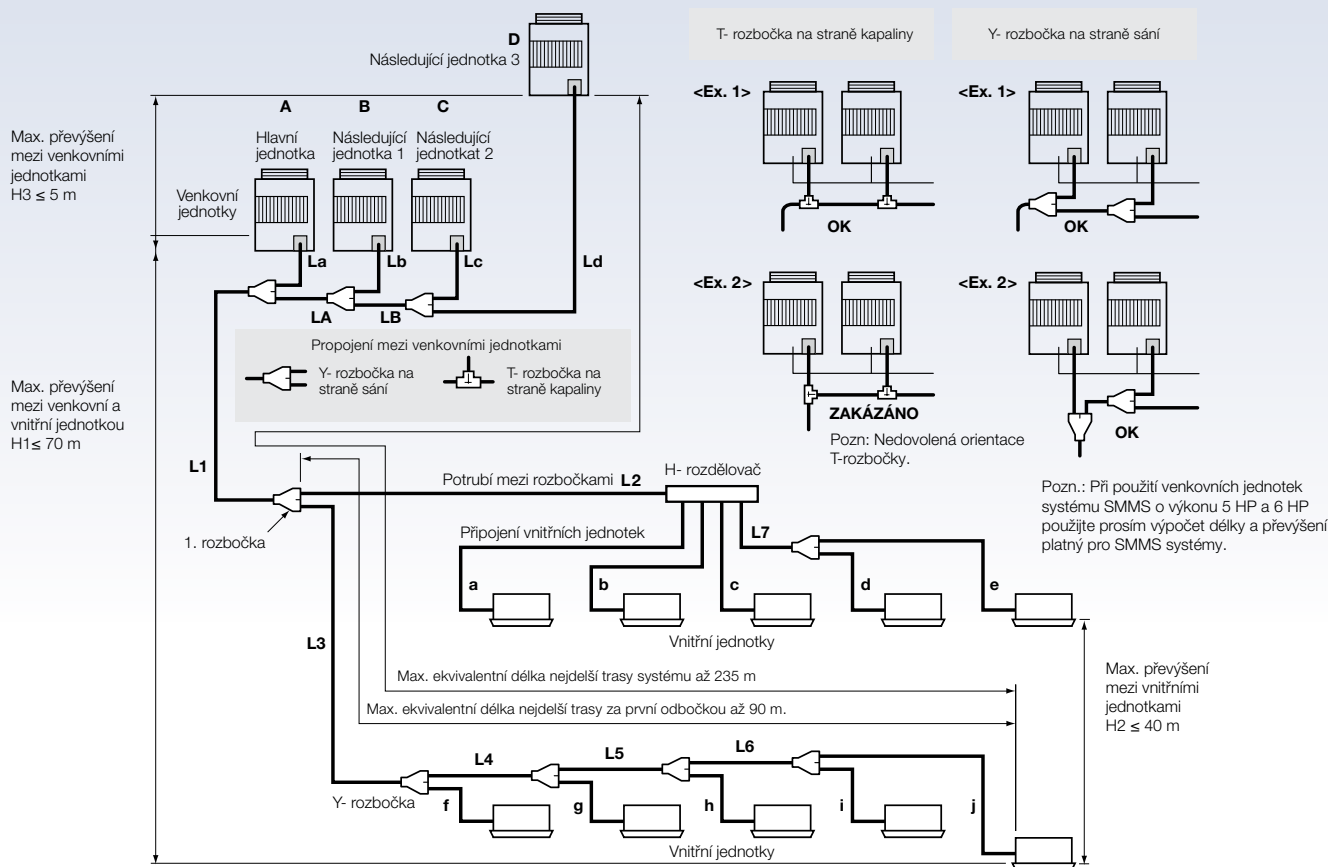 D
Následující jednotka 3
A
B
C
Hlavní
jednotka
Následující
jednotka 1
Následující
jednotkat 2
Max. převýšení
mezi venkovními
jednotkami
H3 ≤ 5 m
Venkovní
jednotky
La
Lb
Lc
Ld
LA
LB
Propojení mezi venkovními jednotkami
Y- rozbočka na
straně sání
T- rozbočka na
straně kapaliny
Max. převýšení
mezi venkovní a
vnitřní jednotkou
H1≤ 70 m
T- rozbočka na straně kapaliny
<Ex. 1>
OK
<Ex. 2>
ZAKÁZÁNO
Pozn: Nedovolená orientace
T-rozbočky.
Y- rozbočka na straně sání
<Ex. 1>
OK
<Ex. 2>
OK
Pozn.: Při použití venkovních jednotek
systému SMMS o výkonu 5 HP a 6 HP
použijte prosím výpočet délky a převýšení
platný pro SMMS systémy.
L1
1. rozbočka
Potrubí mezi rozbočkami L2
H- rozdělovač
Připojení vnitřních jednotek
L7
a
b
c
d
e
Vnitřní jednotky
L3
Max. ekvivalentní délka nejdelší trasy systému až 235 m
Max. ekvivalentní délka nejdelší trasy za první odbočkou až 90 m.
Max. převýšení
mezi vnitřními
jednotkami
H2 ≤ 40 m
L4
L5
L6
Y- rozbočka
f
g
h
i
j
Vnitřní jednotky